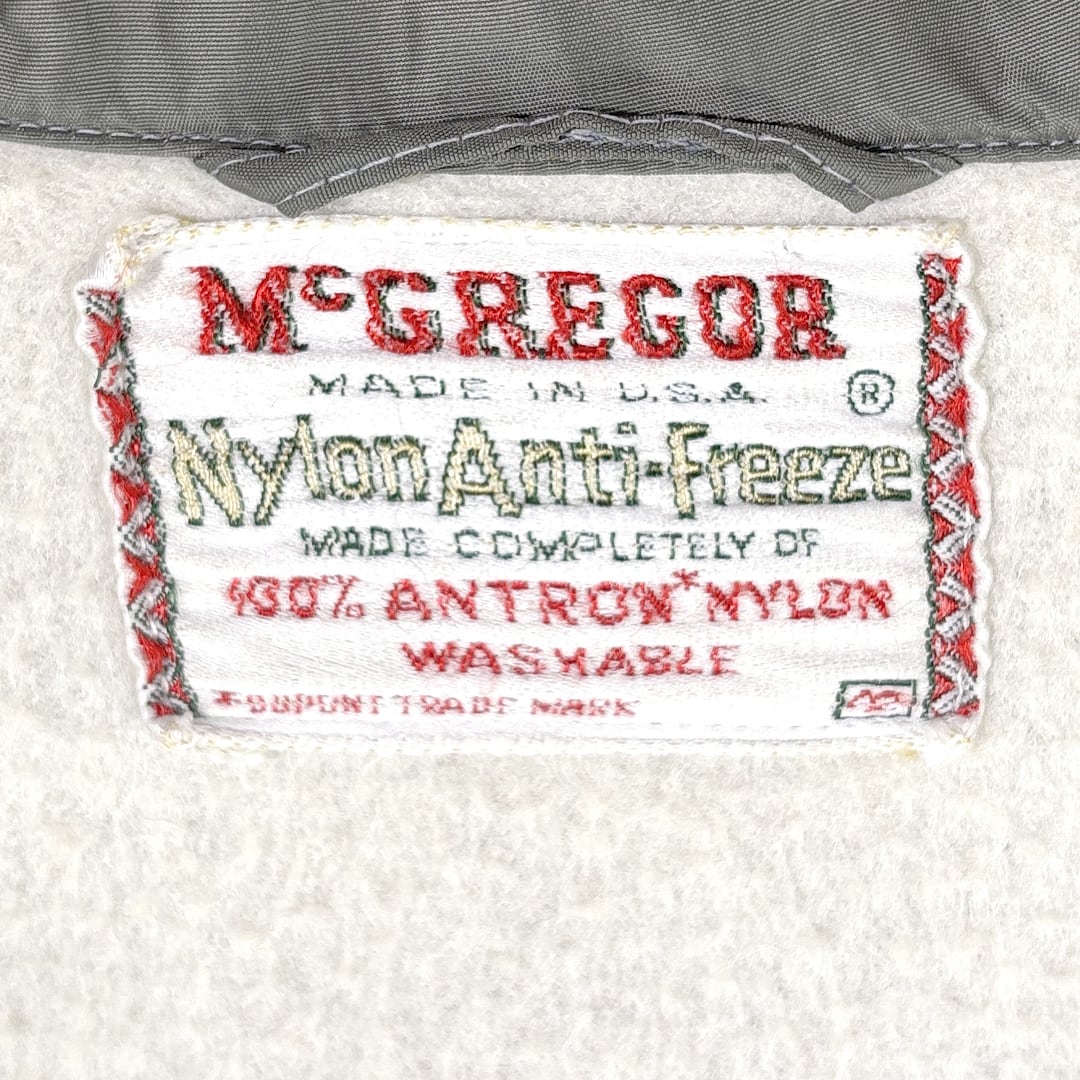 McGREGOR
MADE IN U.S.A. ®
Nylon Anti-Freeze
MADE COMPLETELY OF
100% ANTRON* NYLON
WASHABLE
*DUPONT TRADE MARK